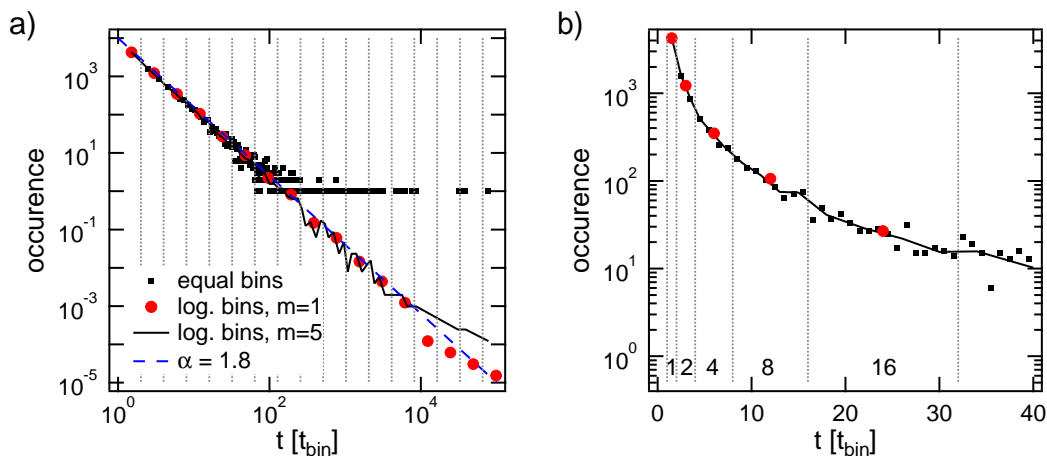 a)
occurence
10^3
10^1
10^-1
10^-3
10^-5
equal bins
log. bins, m=1
log. bins, m=5
α = 1.8
10^0
10^2
10^4
t [t_bin]
b)
occurence
10^3
10^2
10^1
10^0
1 2 4 8 16
0 10 20 30 40
t [t_bin]